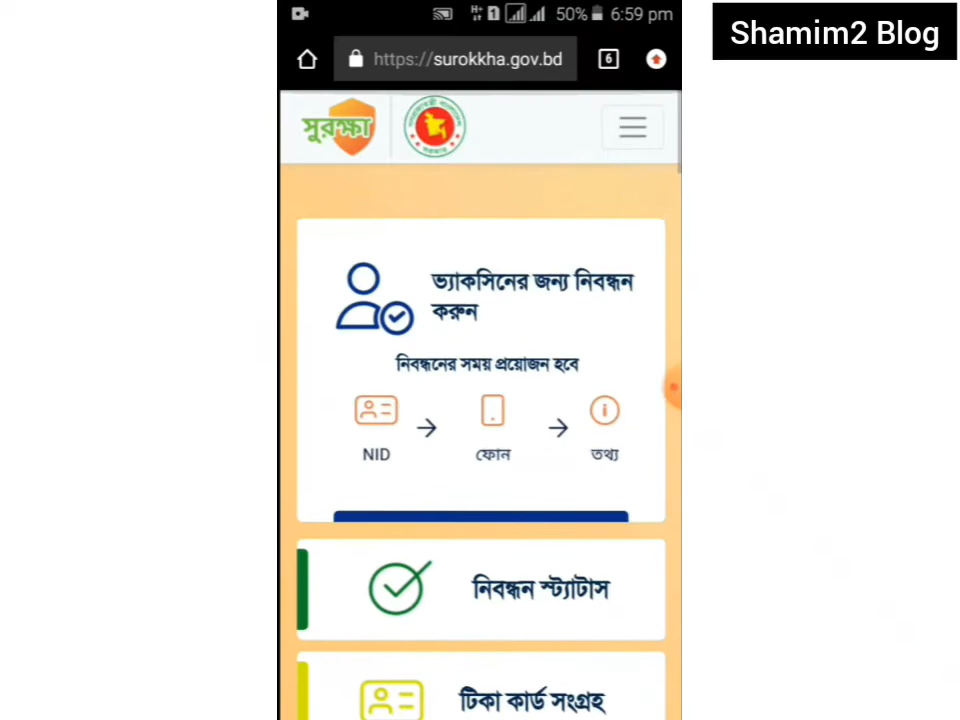 50% 6:59 pm
Shamim2 Blog
https://surokkha.gov.bd
6
সুরক্ষা
ভ্যাকসিনের জন্য নিবন্ধন
করুন
নিবন্ধনের সময় প্রয়োজন হবে
NID
ফোন
তথ্য
নিবন্ধন স্ট্যাটাস
টিকা কার্ড সংগ্রহ